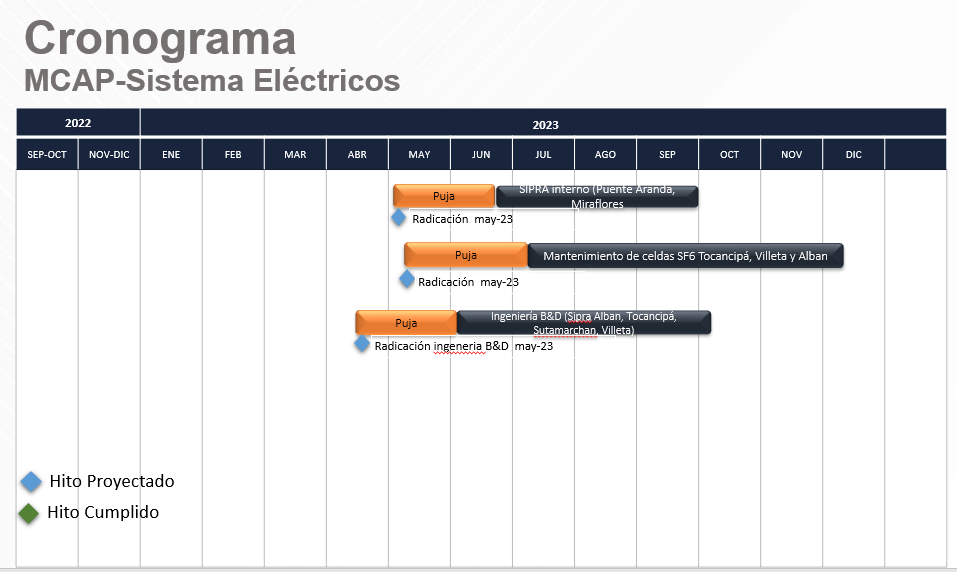 Cronograma
MCAP-Sistema Eléctricos
2022
2023
SEP-OCT NOV-DIC ENE FEB MAR ABR MAY JUN JUL AGO SEP OCT NOV DIC
Puja
SIPRA interno (Puente Aranda,
Miraflores
Radicación may-23
Puja
Mantenimiento de celdas SF6 Tocancipá, Villeta y Alban
Radicación may-23
Puja
Ingeniería B&D (Sipra Alban, Tocancipá,
Sutamarchan, Villeta)
Radicación ingeneria B&D may-23
Hito Proyectado
Hito Cumplido